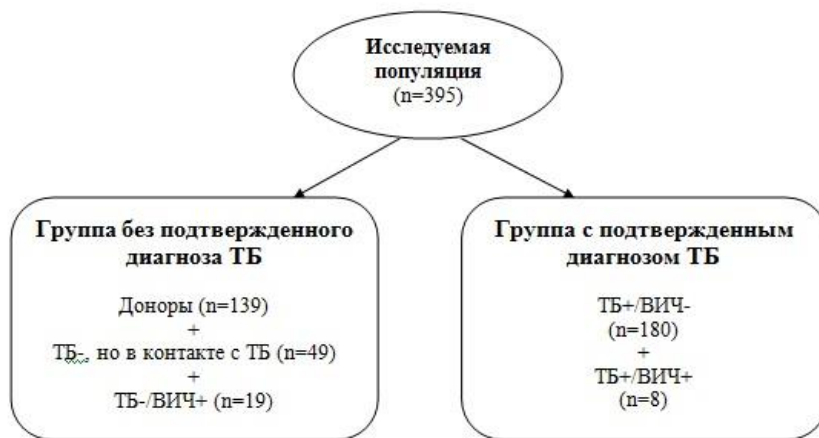 Исследуемая
популяция
(n=395)
Группа без подтвержденного
диагноза ТБ
Доноры (n=139)
+
ТБ-, но в контакте с ТБ (n=49)
+
ТБ-/ВИЧ+ (n=19)
Группа с подтвержденным
диагнозом ТБ
ТБ+/ВИЧ-
(n=180)
+
ТБ+/ВИЧ+
(n=8)